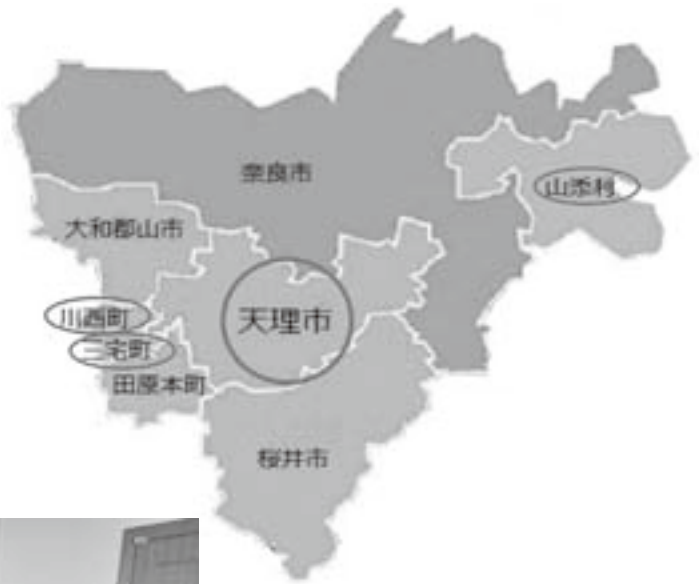 奈良市
山添村
大和郡山市
川西町
天理市
三宅町
田原本町
桜井市